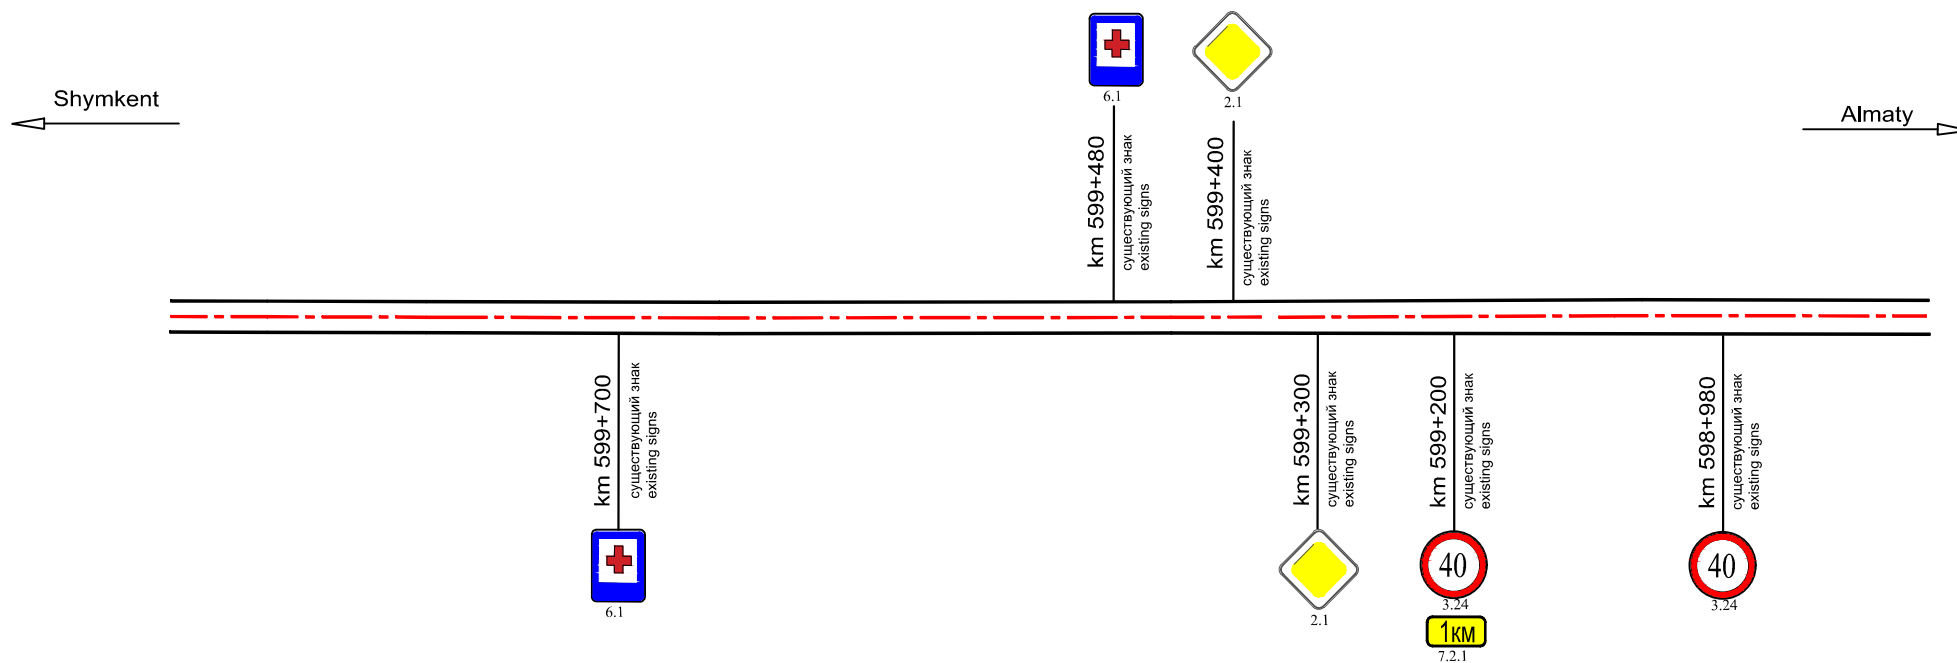 Shymkent
Almaty
6.1
2.1
km 599+480
существующий знак
existing signs
km 599+400
существующий знак
existing signs
km 599+700
существующий знак
existing signs
km 599+300
существующий знак
existing signs
km 599+200
существующий знак
existing signs
km 598+980
существующий знак
existing signs
6.1
2.1
40
3.24
1км
7.2.1
40
3.24